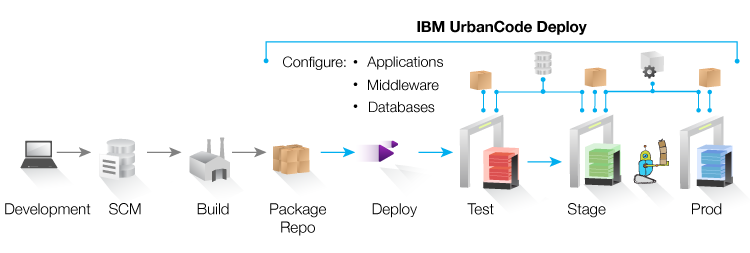 IBM UrbanCode Deploy
Configure: • Applications
• Middleware
• Databases
Development
SCM
Build
Package
Repo
Deploy
Test
Stage
Prod